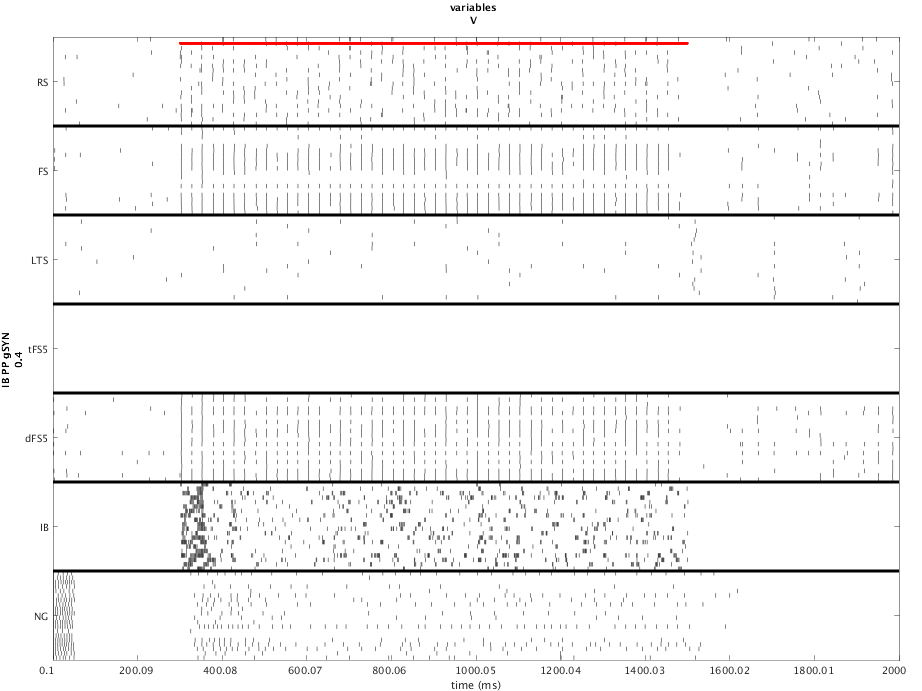 variables
V
RS
FS
LTS
IB PP gSYN
0.4
tFS5
dFS5
IB
NG
0.1 200.09 400.08 600.07 800.06 1000.05 1200.04 1400.03 1600.02 1800.01 2000
time (ms)